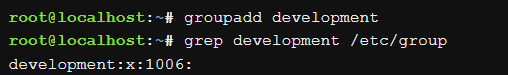 root@localhost:~# groupadd development
root@localhost:~# grep development /etc/group
development:x:1006: